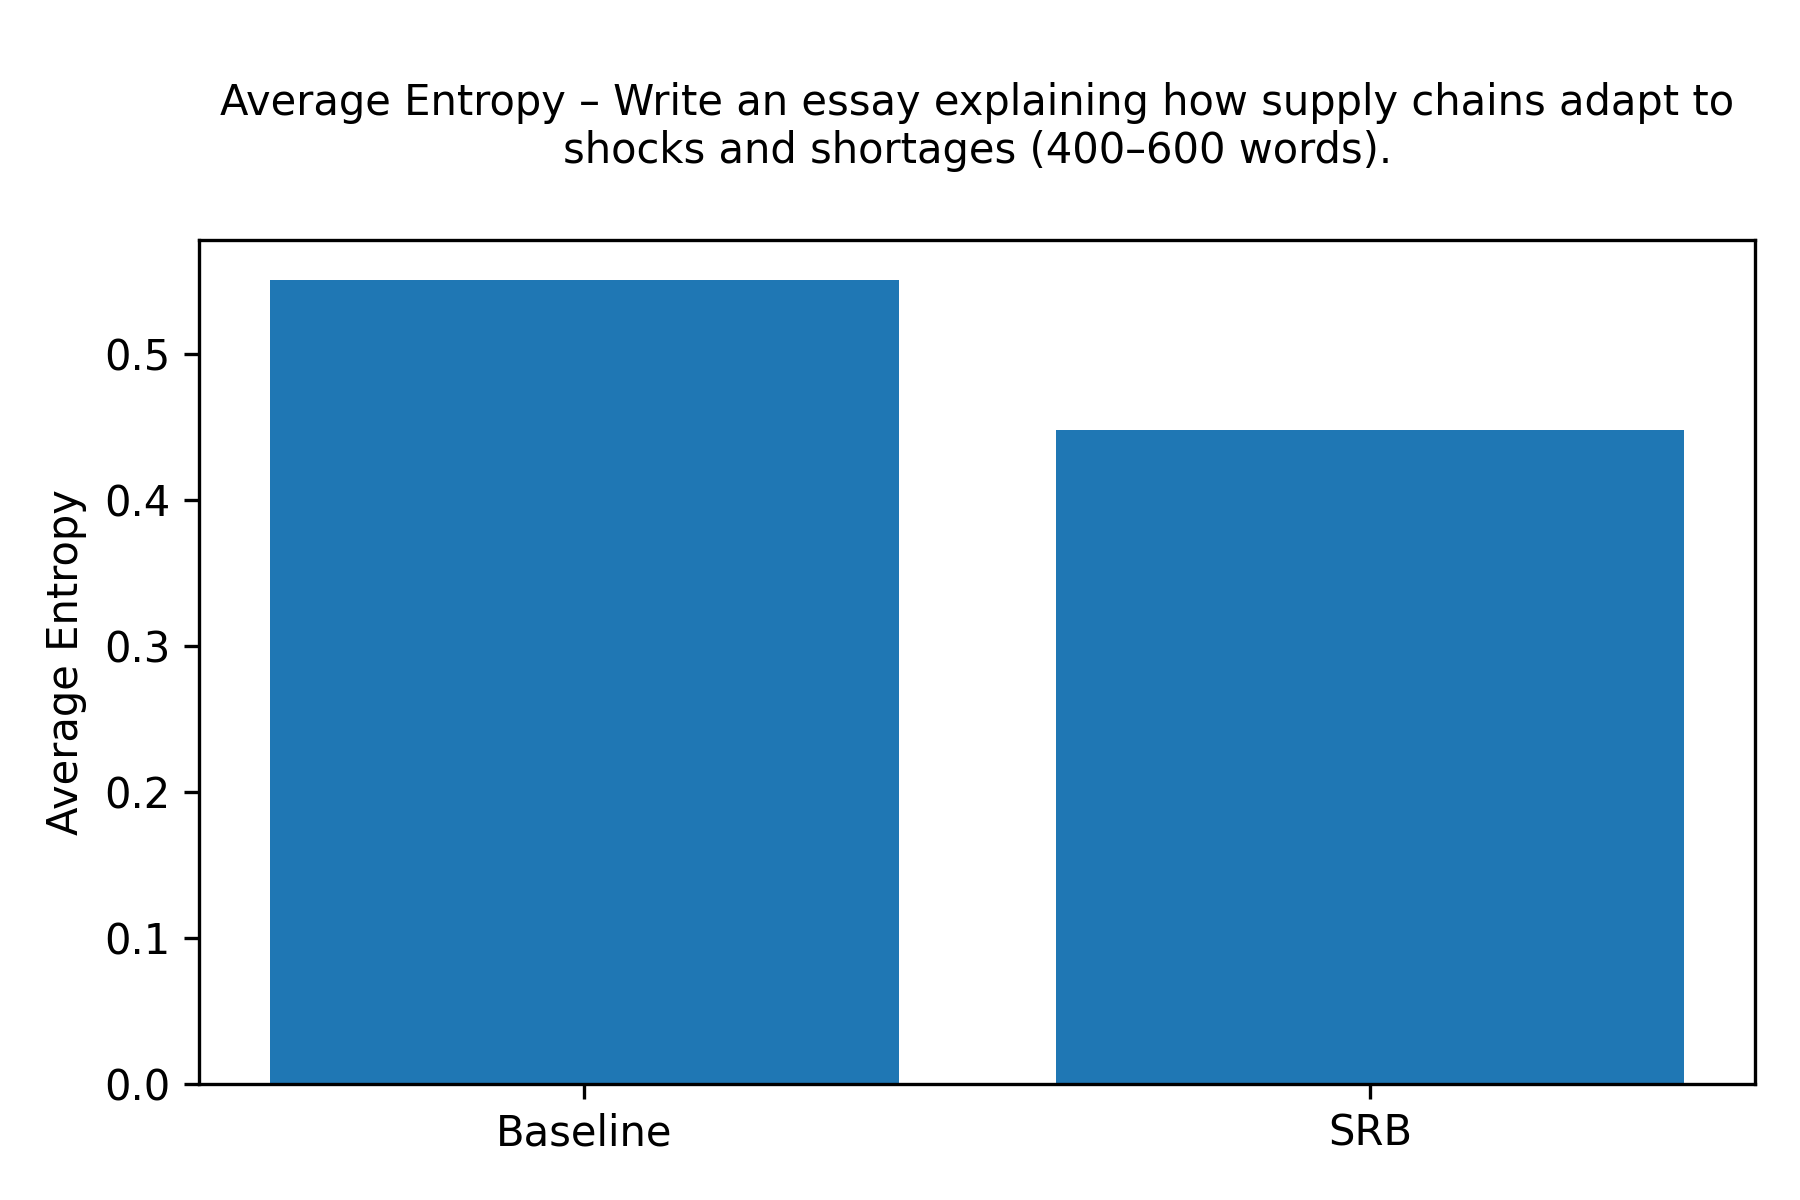 Average Entropy – Write an essay explaining how supply chains adapt to
shocks and shortages (400–600 words).
Average Entropy
0.5
0.4
0.3
0.2
0.1
0.0
Baseline
SRB